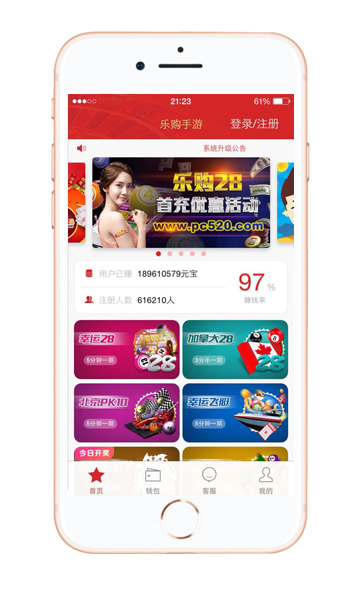 21:23
61%
乐购手游
登录/注册
系统升级公告
乐购28
首充优惠活动
www.pc520.com
用户已赚 189610579元宝
97 %
注册人数 616210人
赚钱率
幸运28
5分钟一期
28
加拿大28
3分半一期
28
北京PK10
5分钟一期
幸运飞艇
5分钟一期
今日开奖
首页
钱包
客服
我的